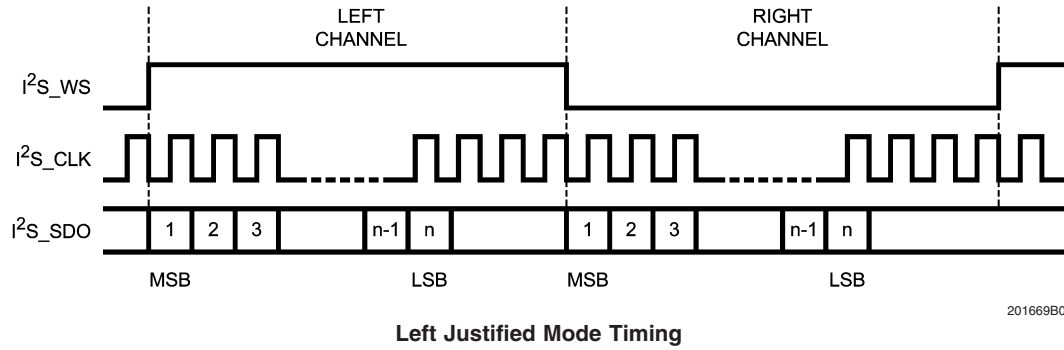 LEFT
CHANNEL
RIGHT
CHANNEL
I²S_WS
I²S_CLK
I²S_SDO
1 2 3 n-1 n 1 2 3 n-1 n
MSB LSB MSB LSB
201669B0
Left Justified Mode Timing